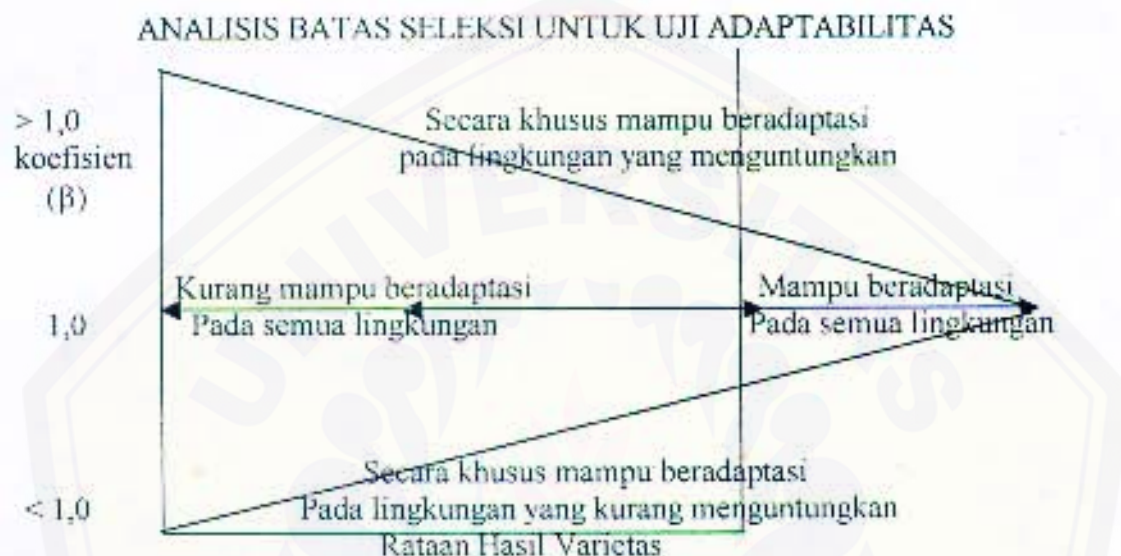 ANALISIS BATAS SELEKSI UNTUK UJI ADAPTABILITAS
> 1,0
koefisien
(β)
Secara khusus mampu beradaptasi
pada lingkungan yang menguntungkan
Kurang mampu beradaptasi
Pada semua lingkungan
Mampu beradaptasi
Pada semua lingkungan
1,0
< 1,0
Secara khusus mampu beradaptasi
Pada lingkungan yang kurang menguntungkan
Rataan Hasil Varietas
UNIVERSITAS